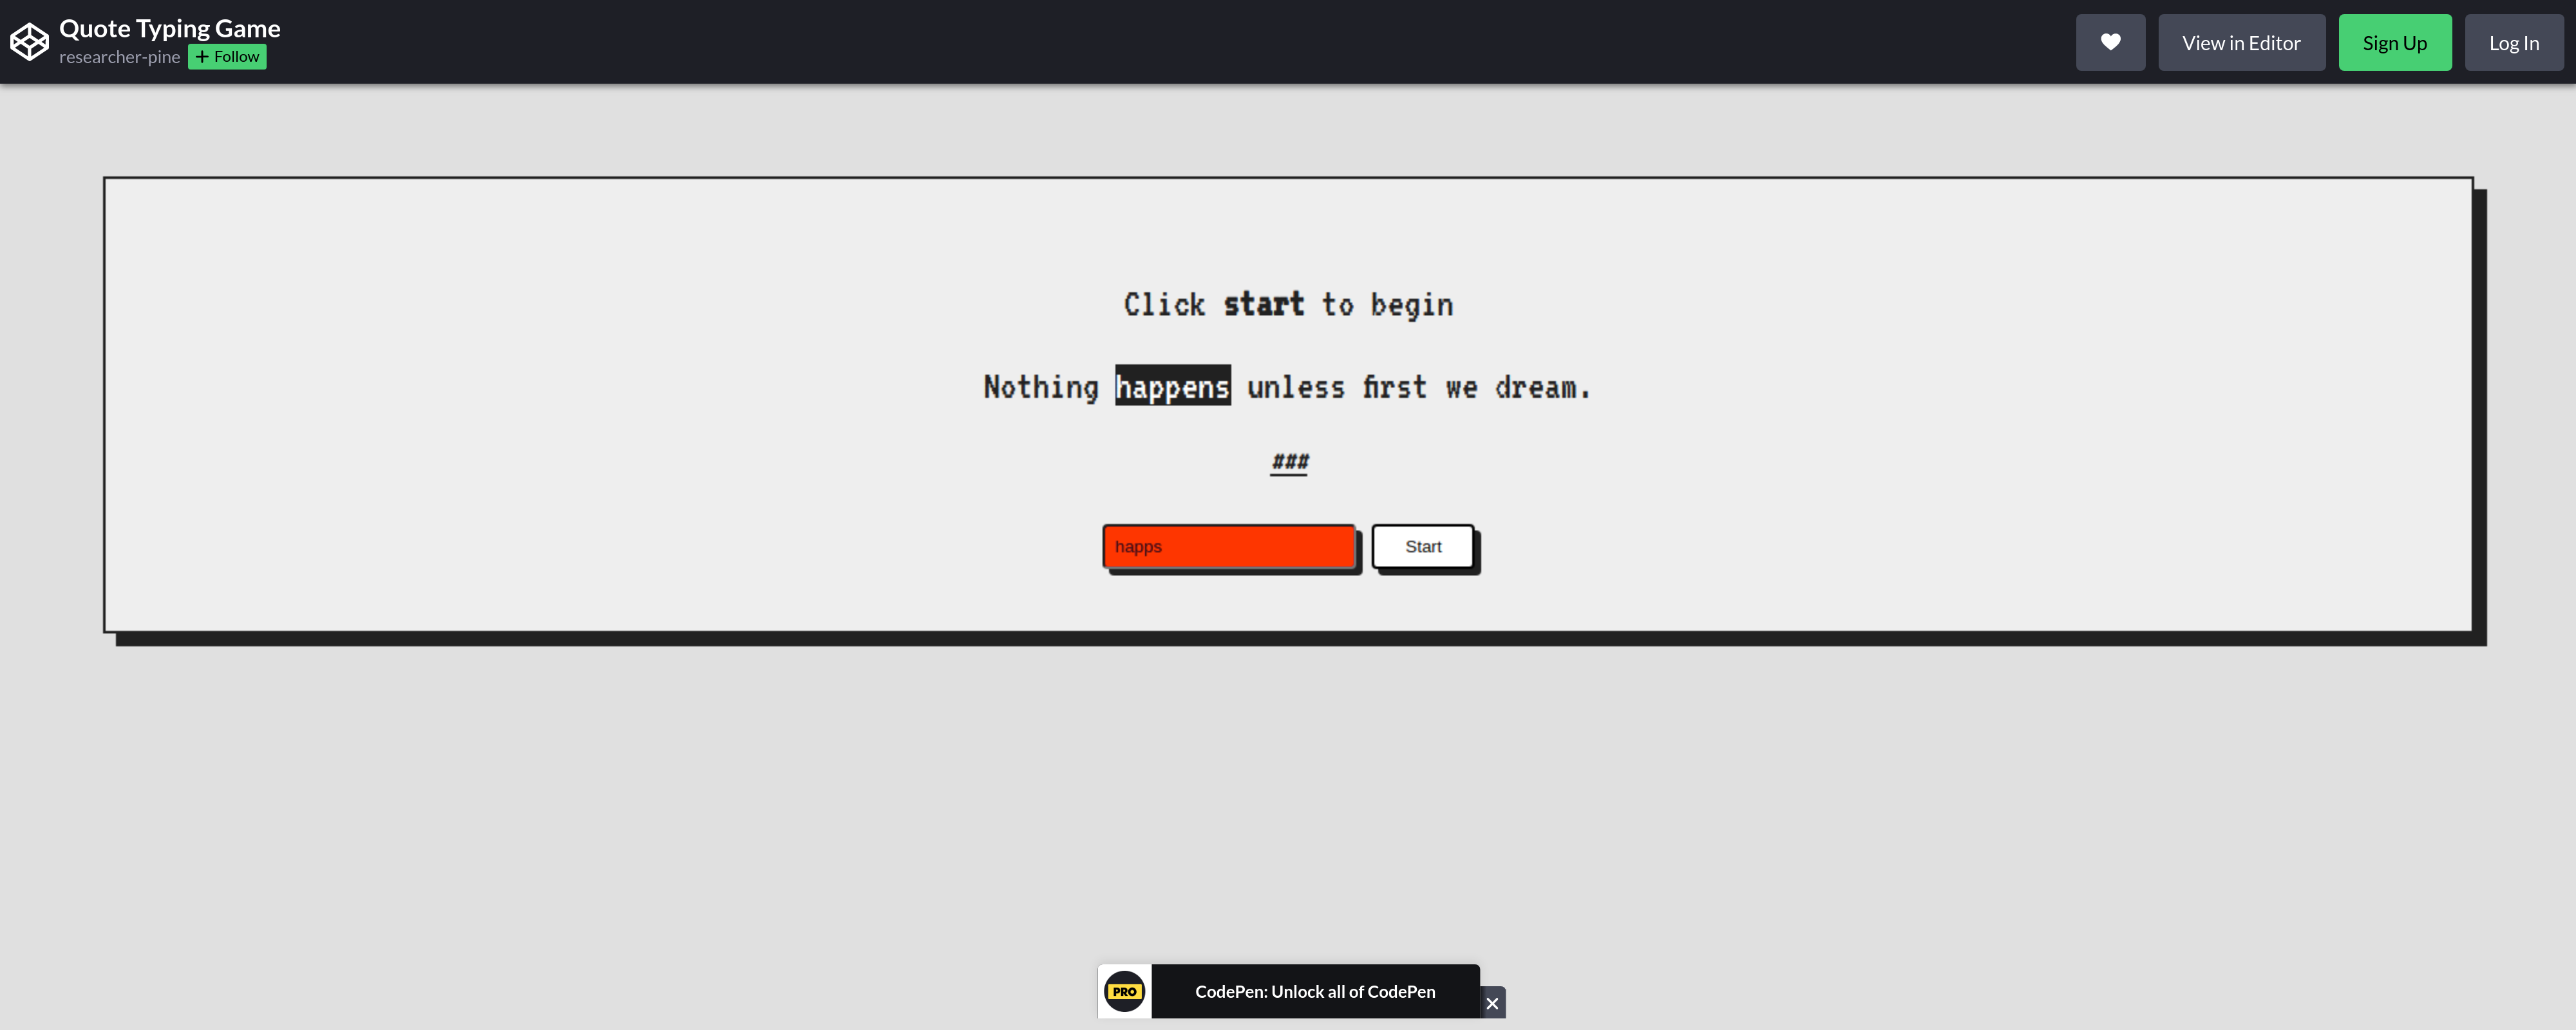 Quote Typing Game
researcher-pine + Follow
View in Editor
Sign Up
Log In
Click start to begin
Nothing happens unless first we dream.
###
happs
Start
PRO
CodePen: Unlock all of CodePen